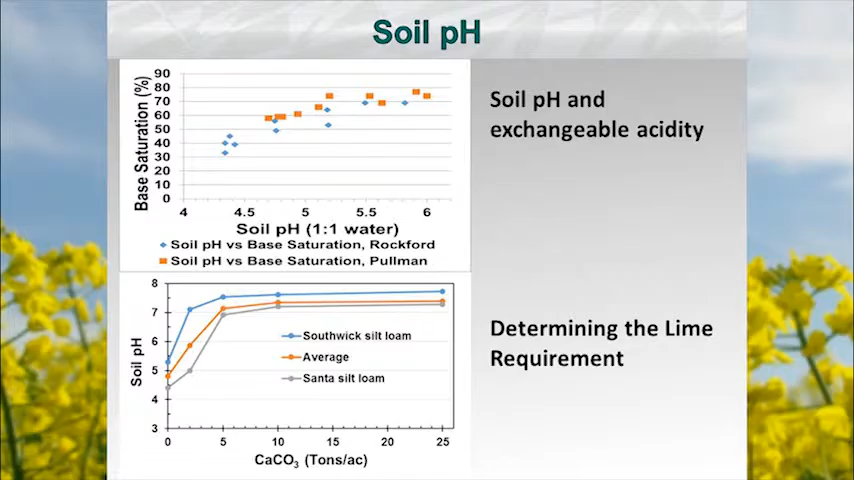 Soil pH
Base Saturation (%)
90
80
70
60
50
40
30
20
10
0
4 4.5 5 5.5 6
Soil pH (1:1 water)
Soil pH vs Base Saturation, Rockford
Soil pH vs Base Saturation, Pullman
Soil pH and
exchangeable acidity
Soil pH
8
7
6
5
4
3
Southwick silt loam
Average
Santa silt loam
0 5 10 15 20 25
CaCO₃ (Tons/ac)
Determining the Lime
Requirement